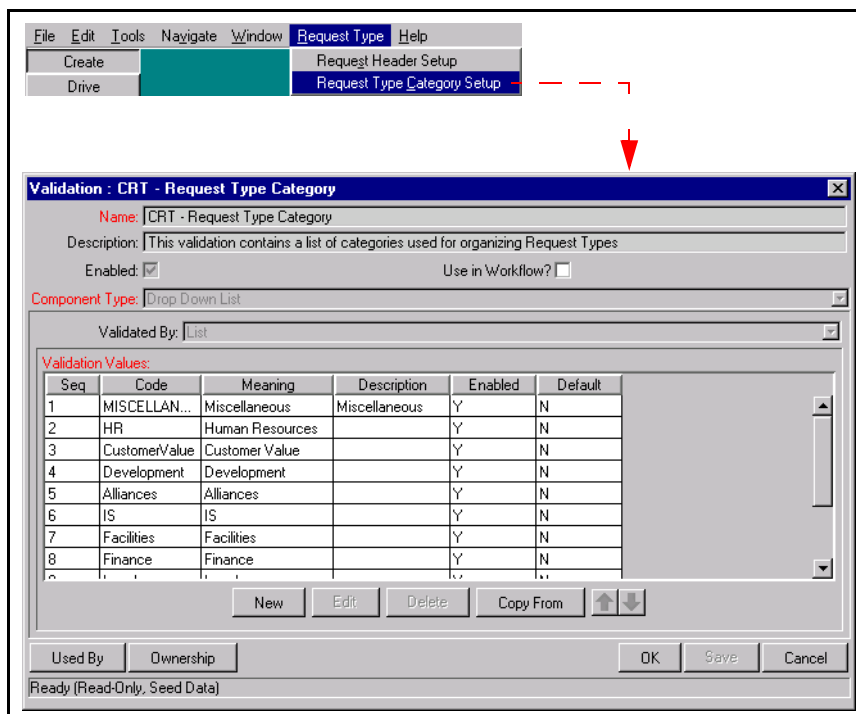 File Edit Tools Navigate Window Request Type Help
Create
Request Header Setup
Drive
Request Type Category Setup
Validation : CRT - Request Type Category
Name: CRT - Request Type Category
Description: This validation contains a list of categories used for organizing Request Types
Enabled: Use in Workflow?
Component Type: Drop Down List
Validated By: List
Validation Values:
Seq Code Meaning Description Enabled Default
1 MISCELLAN... Miscellaneous Miscellaneous Y N
2 HR Human Resources Y N
3 CustomerValue Customer Value Y N
4 Development Development Y N
5 Alliances Alliances Y N
6 IS IS Y N
7 Facilities Facilities Y N
8 Finance Finance Y N
New Edit Delete Copy From
Used By Ownership OK Save Cancel
Ready (Read-Only, Seed Data)